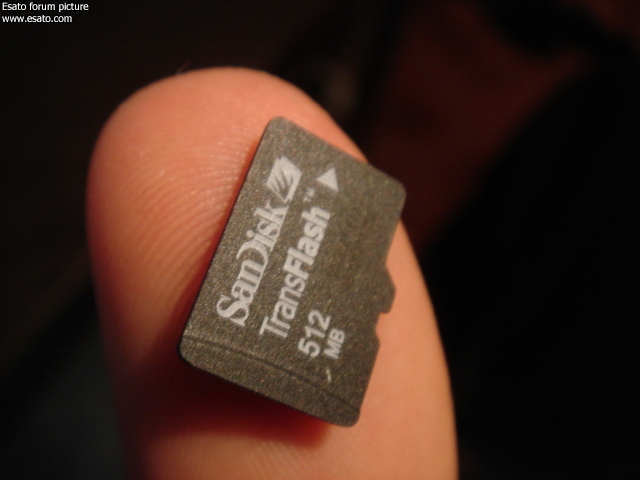 Esato forum picture
www.esato.com
SanDisk
TransFlash™
512
MB